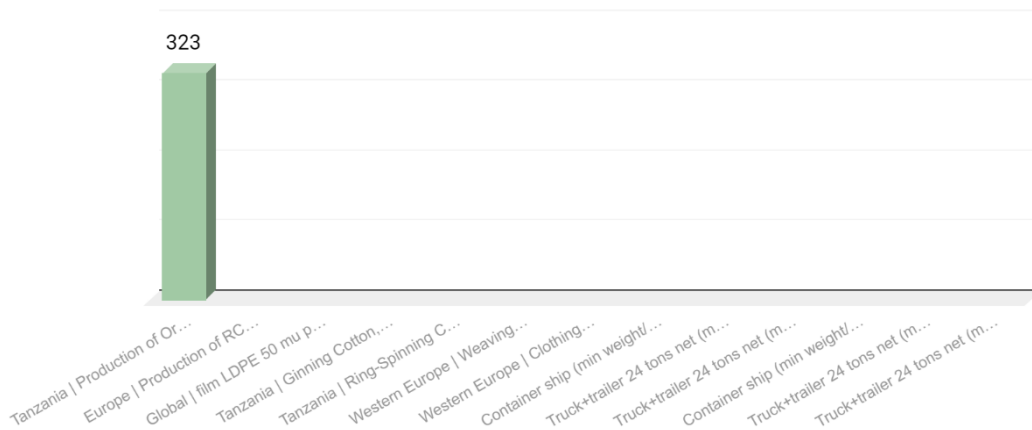 323
Tanzania | Production of Or…
Europe | Production of RC…
Global | film LDPE 50 mu p…
Tanzania | Ginning Cotton,…
Tanzania | Ring-Spinning C…
Western Europe | Weaving…
Western Europe | Clothing…
Container ship (min weight/…
Truck+trailer 24 tons net (m…
Truck+trailer 24 tons net (m…
Container ship (min weight/…
Truck+trailer 24 tons net (m…
Truck+trailer 24 tons net (m…